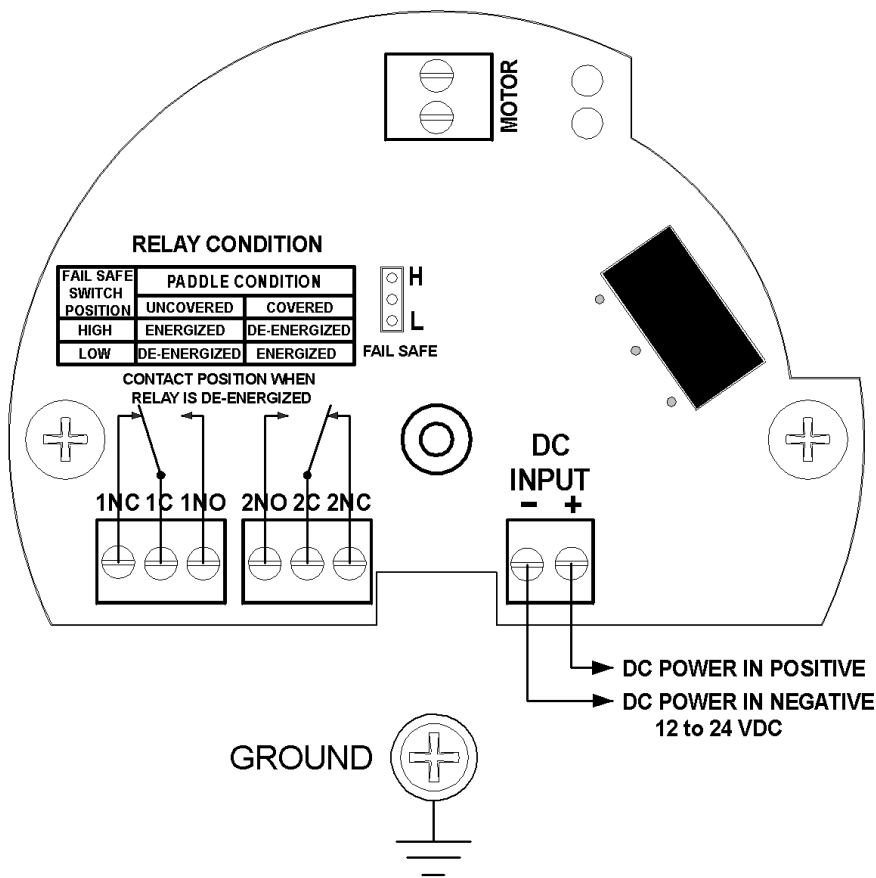 MOTOR
RELAY CONDITION
FAIL SAFE
SWITCH
POSITION
PADDLE CONDITION
UNCOVERED COVERED
HIGH ENERGIZED DE-ENERGIZED
LOW DE-ENERGIZED ENERGIZED
H
L
FAIL SAFE
CONTACT POSITION WHEN
RELAY IS DE-ENERGIZED
1NC 1C 1NO 2NO 2C 2NC
DC
INPUT
- +
DC POWER IN POSITIVE
DC POWER IN NEGATIVE
12 to 24 VDC
GROUND